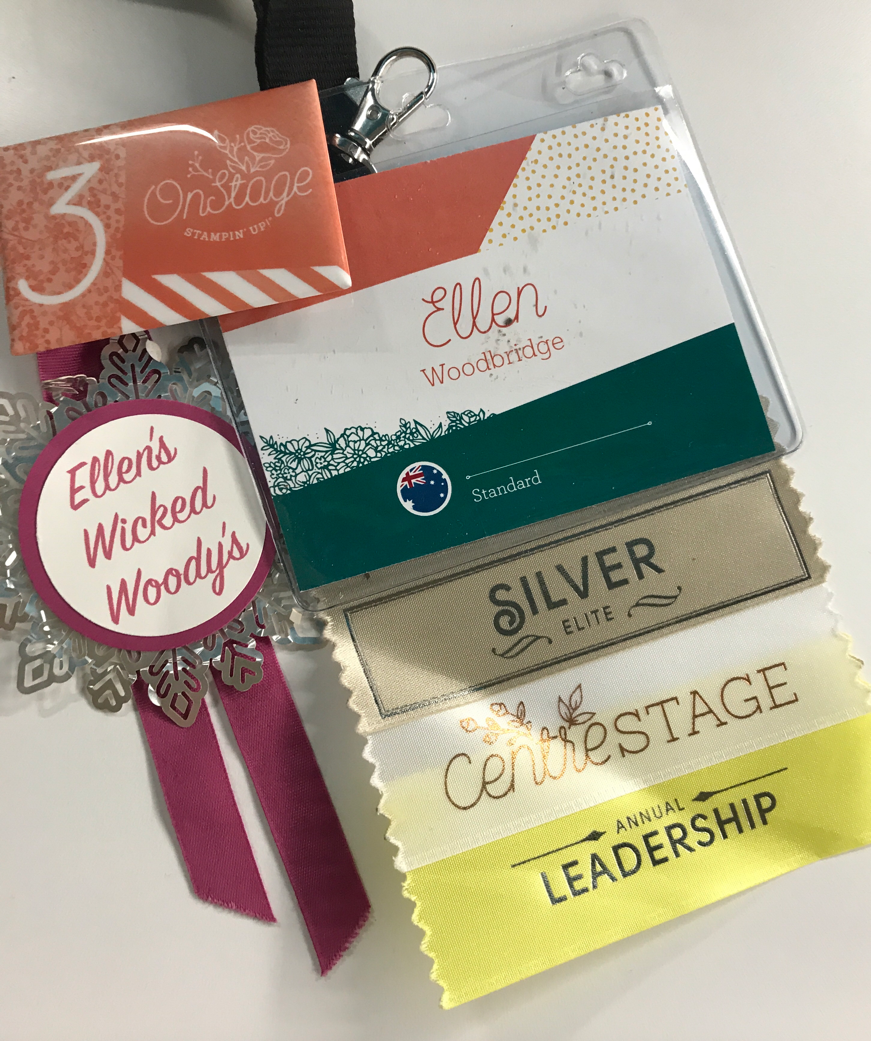 3
OnStage
STAMPIN' UP!®
Ellen
Woodbridge
Standard
Ellen's
Wicked
Woody's
SILVER
ELITE
CentreSTAGE
ANNUAL
LEADERSHIP